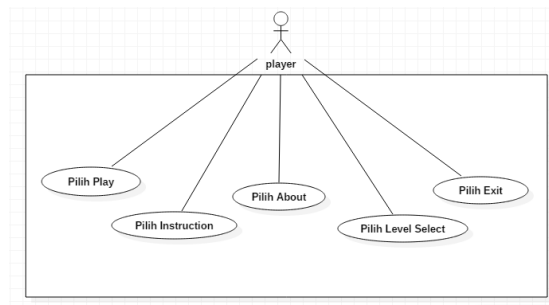 player
Pilih Play
Pilih Instruction
Pilih About
Pilih Level Select
Pilih Exit